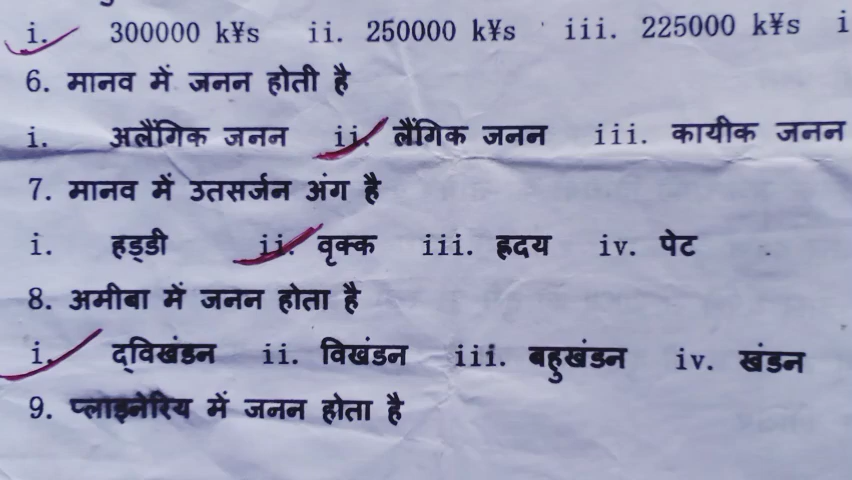 i. 300000 k¥s ii. 250000 k¥s iii. 225000 k¥s i
6. मानव में जनन होती है
i. अलैंगिक जनन ii. लैंगिक जनन iii. कायीक जनन
7. मानव में उतसर्जन अंग है
i. हड्डी ii. वृक्क iii. ह्रदय iv. पेट
8. अमीबा में जनन होता है
i. द्विखंडन ii. विखंडन iii. बहुखंडन iv. खंडन
9. प्लाइनेरिय में जनन होता है